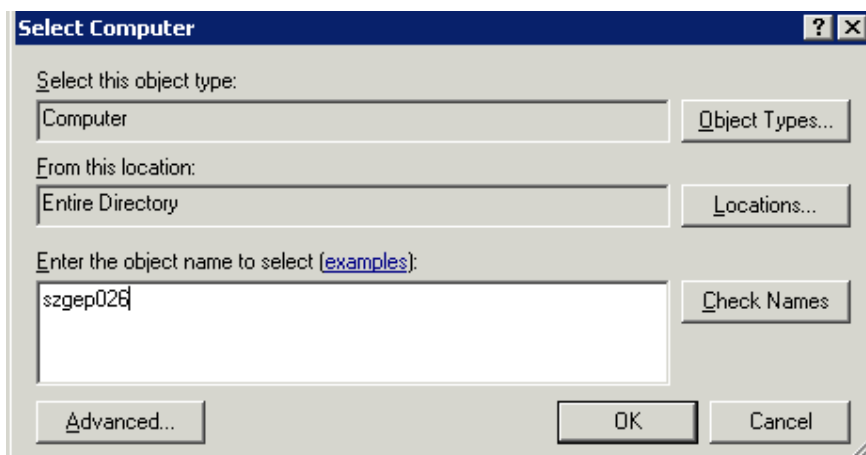 Select Computer
Select this object type:
Computer
Object Types...
From this location:
Entire Directory
Locations...
Enter the object name to select (examples):
szgep026
Check Names
Advanced...
OK
Cancel